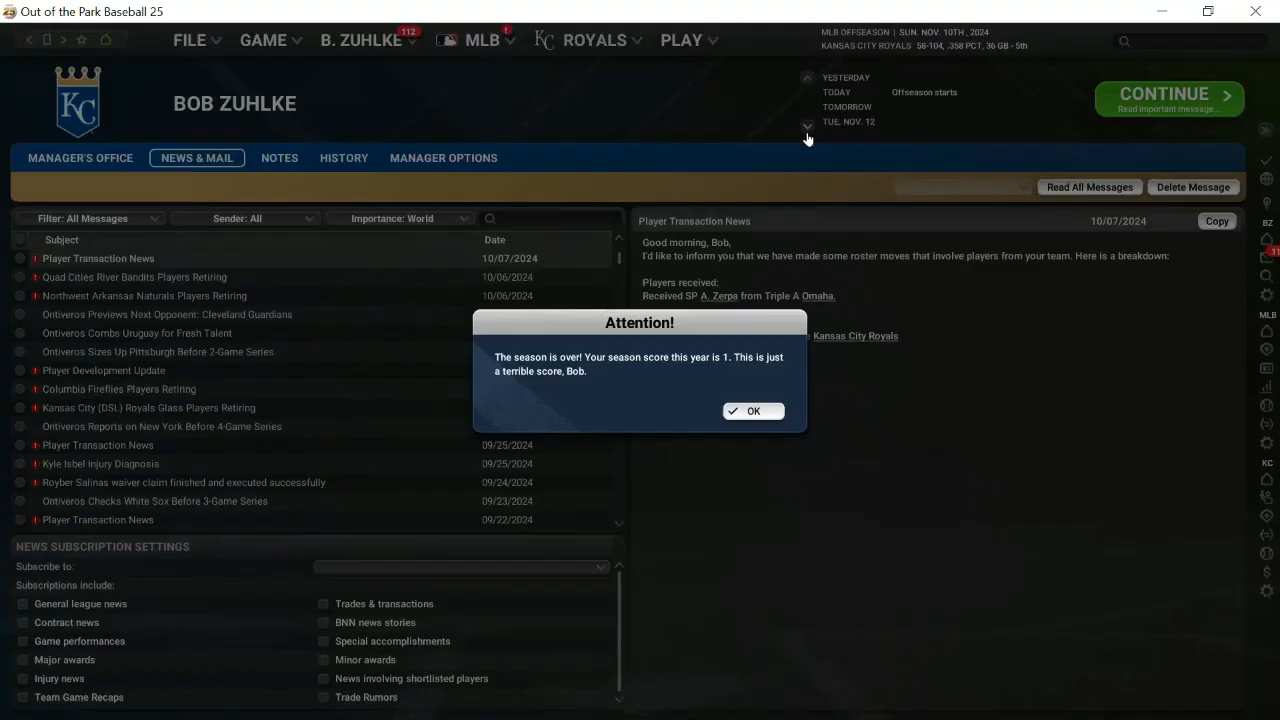 Out of the Park Baseball 25
FILE GAME B. ZUHLKE 112 MLB ! ROYALS PLAY
MLB OFFSEASON | SUN. NOV. 10TH , 2024
KANSAS CITY ROYALS 58-104, .358 PCT, 36 GB - 5th
KC
BOB ZUHLKE
YESTERDAY
TODAY Offseason starts
TOMORROW
TUE, NOV. 12
CONTINUE
Read important message...
MANAGER'S OFFICE NEWS & MAIL NOTES HISTORY MANAGER OPTIONS
Read All Messages Delete Message
Filter: All Messages Sender: All Importance: World
Subject Date
Player Transaction News 10/07/2024
Quad Cities River Bandits Players Retiring 10/06/2024
Northwest Arkansas Naturals Players Retiring 10/06/2024
Ontiveros Previews Next Opponent: Cleveland Guardians
Ontiveros Combs Uruguay for Fresh Talent
Ontiveros Sizes Up Pittsburgh Before 2-Game Series
Player Development Update
Columbia Fireflies Players Retiring
Kansas City (DSL) Royals Glass Players Retiring
Ontiveros Reports on New York Before 4-Game Series
Player Transaction News 09/25/2024
Kyle Isbel Injury Diagnosis 09/25/2024
Royber Salinas waiver claim finished and executed successfully 09/24/2024
Ontiveros Checks White Sox Before 3-Game Series 09/23/2024
Player Transaction News 09/22/2024
Player Transaction News 10/07/2024 Copy
Good morning, Bob,
I'd like to inform you that we have made some roster moves that involve players from your team. Here is a breakdown:
Players received:
Received SP A. Zerpa from Triple A Omaha.
Kansas City Royals
Attention!
The season is over! Your season score this year is 1. This is just
a terrible score, Bob.
OK
NEWS SUBSCRIPTION SETTINGS
Subscribe to:
Subscriptions include:
General league news Trades & transactions
Contract news BNN news stories
Game performances Special accomplishments
Major awards Minor awards
Injury news News involving shortlisted players
Team Game Recaps Trade Rumors
BZ
11
MLB
KC